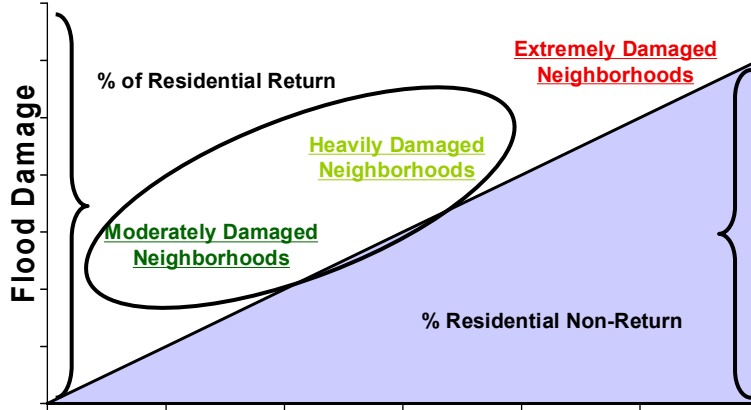 Extremely Damaged
Neighborhoods
% of Residential Return
Heavily Damaged
Neighborhoods
Moderately Damaged
Neighborhoods
Flood Damage
% Residential Non-Return